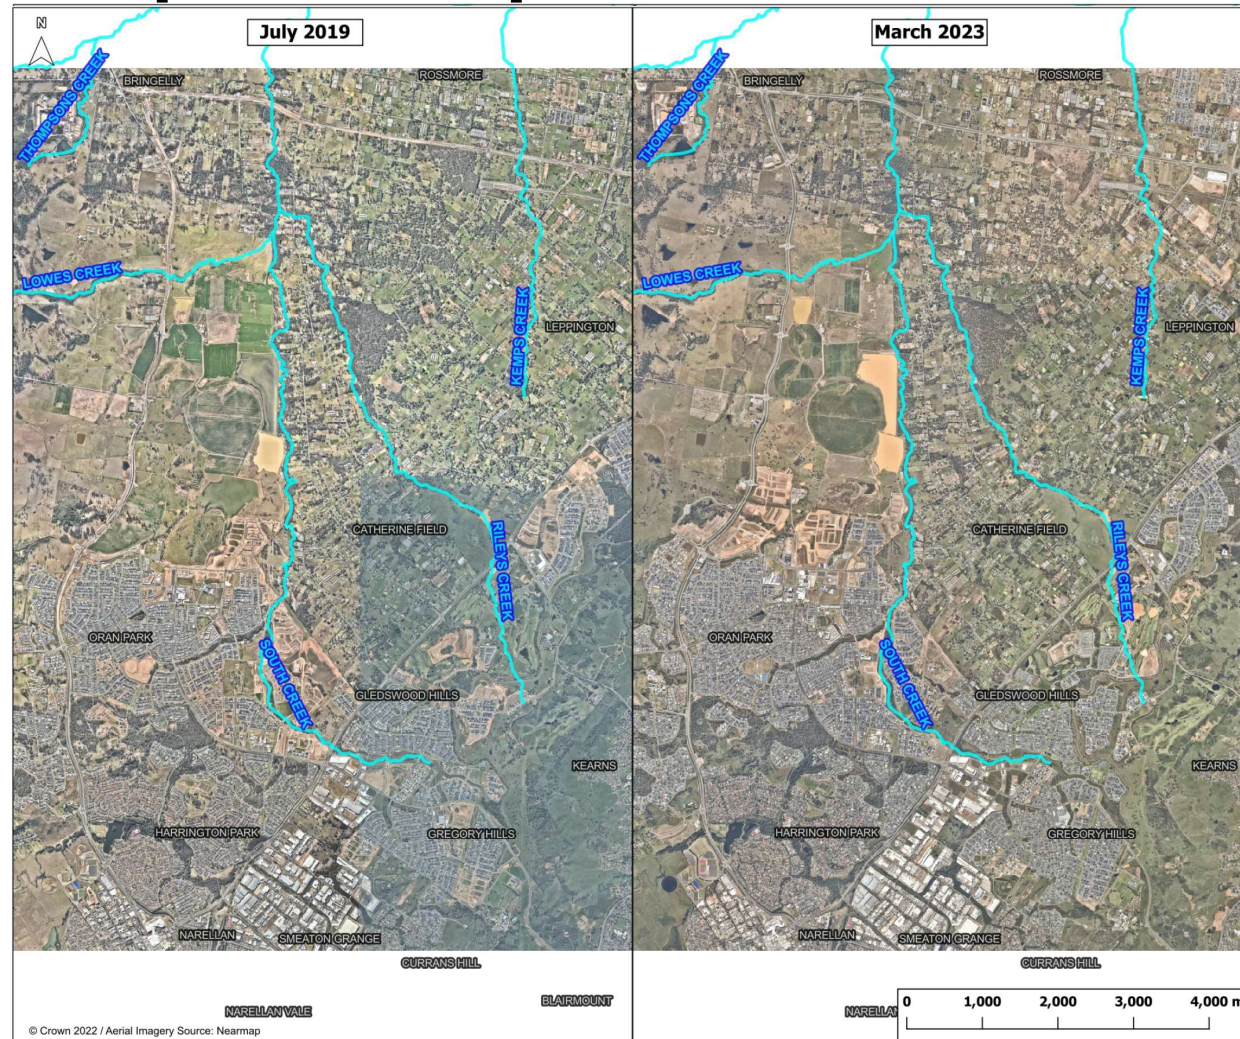 N
July 2019
THOMPSONS CREEK
BRINGELLY
ROSSMORE
LOWES CREEK
KEMPS CREEK
LEPPINGTON
CATHERINE FIELD
RILEYS CREEK
ORAN PARK
SOUTH CREEK
GLEDSWOOD HILLS
KEARNS
HARRINGTON PARK
GREGORY HILLS
NARELLAN
SMEATON GRANGE
CURRANS HILL
BLAIRMOUNT
NARELLAN VALE
© Crown 2022 / Aerial Imagery Source: Nearmap
March 2023
THOMPSONS CREEK
BRINGELLY
ROSSMORE
LOWES CREEK
KEMPS CREEK
LEPPINGTON
CATHERINE FIELD
RILEYS CREEK
ORAN PARK
SOUTH CREEK
GLEDSWOOD HILLS
KEARNS
HARRINGTON PARK
GREGORY HILLS
NARELLAN
SMEATON GRANGE
CURRANS HILL
NARELLAN
0 1,000 2,000 3,000 4,000 m